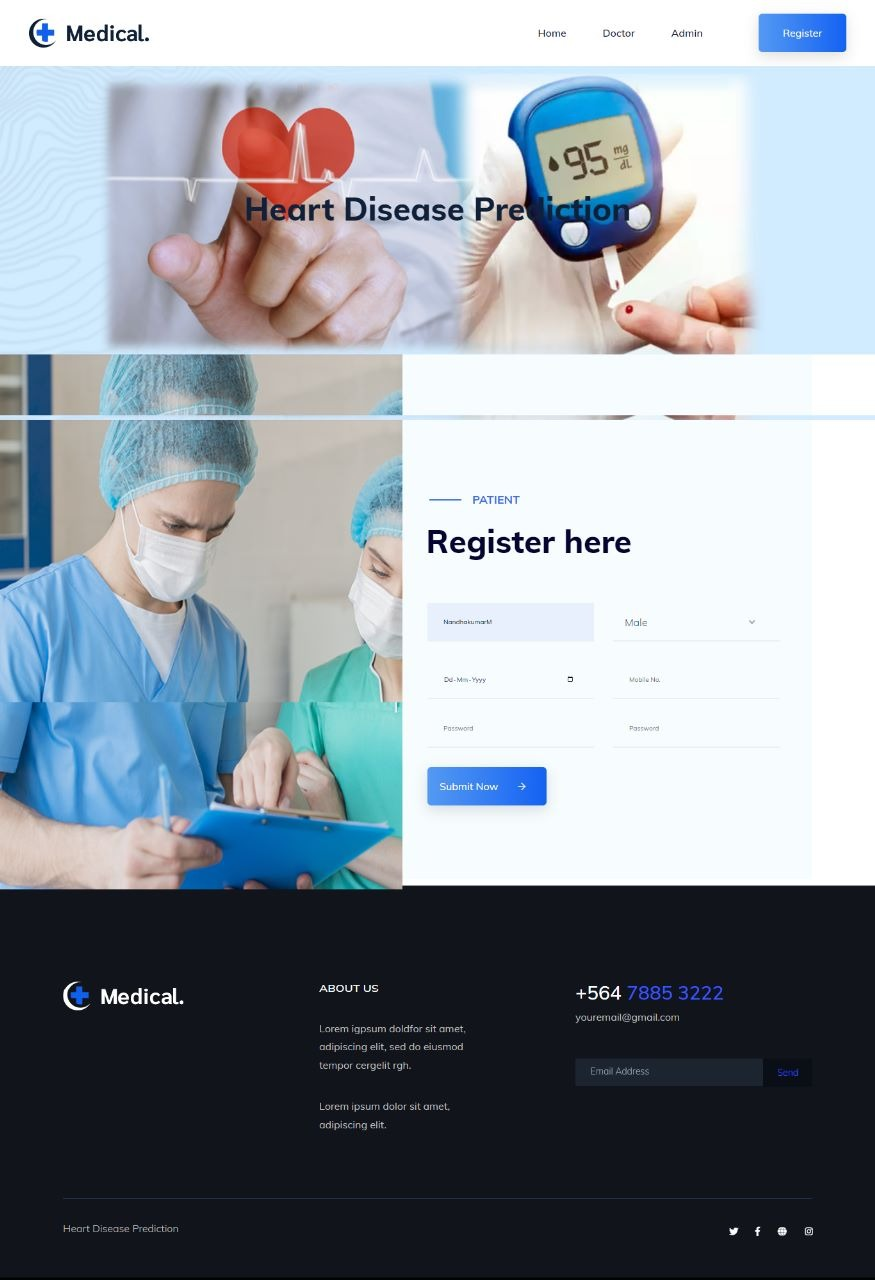 Medical.
Home Doctor Admin Register
95 mg/dL
Heart Disease Prediction
PATIENT
Register here
NandhakumarM
Male
Dd-Mm-Yyyy
Mobile No.
Password
Password
Submit Now
Medical.
ABOUT US
Lorem igpsum doldfor sit amet,
adipiscing elit, sed do eiusmod
tempor cergelit rgh.
Lorem ipsum dolor sit amet,
adipiscing elit.
+564 7885 3222
youremail@gmail.com
Email Address
Send
Heart Disease Prediction